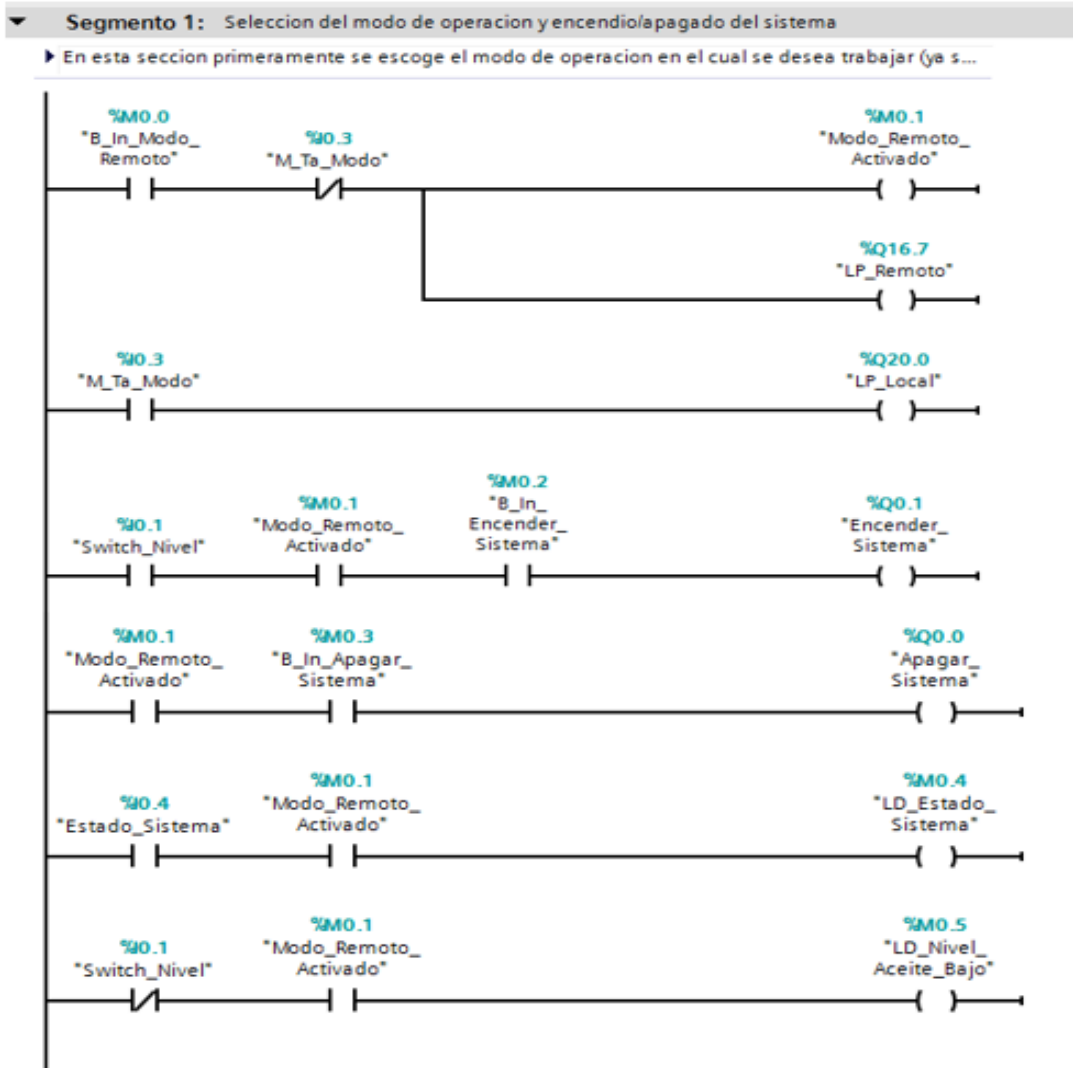 Segmento 1: Seleccion del modo de operacion y encendio/apagado del sistema
En esta seccion primeramente se escoge el modo de operacion en el cual se desea trabajar (ya s...
%M0.0
"B_In_Modo_
Remoto"
%I0.3
"M_Ta_Modo"
%M0.1
"Modo_Remoto_
Activado"
%Q16.7
"LP_Remoto"
%I0.3
"M_Ta_Modo"
%Q20.0
"LP_Local"
%I0.1
"Switch_Nivel"
%M0.1
"Modo_Remoto_
Activado"
%M0.2
"B_In_
Encender_
Sistema"
%Q0.1
"Encender_
Sistema"
%M0.1
"Modo_Remoto_
Activado"
%M0.3
"B_In_Apagar_
Sistema"
%Q0.0
"Apagar_
Sistema"
%I0.4
"Estado_Sistema"
%M0.1
"Modo_Remoto_
Activado"
%M0.4
"LD_Estado_
Sistema"
%I0.1
"Switch_Nivel"
%M0.1
"Modo_Remoto_
Activado"
%M0.5
"LD_Nivel_
Aceite_Bajo"